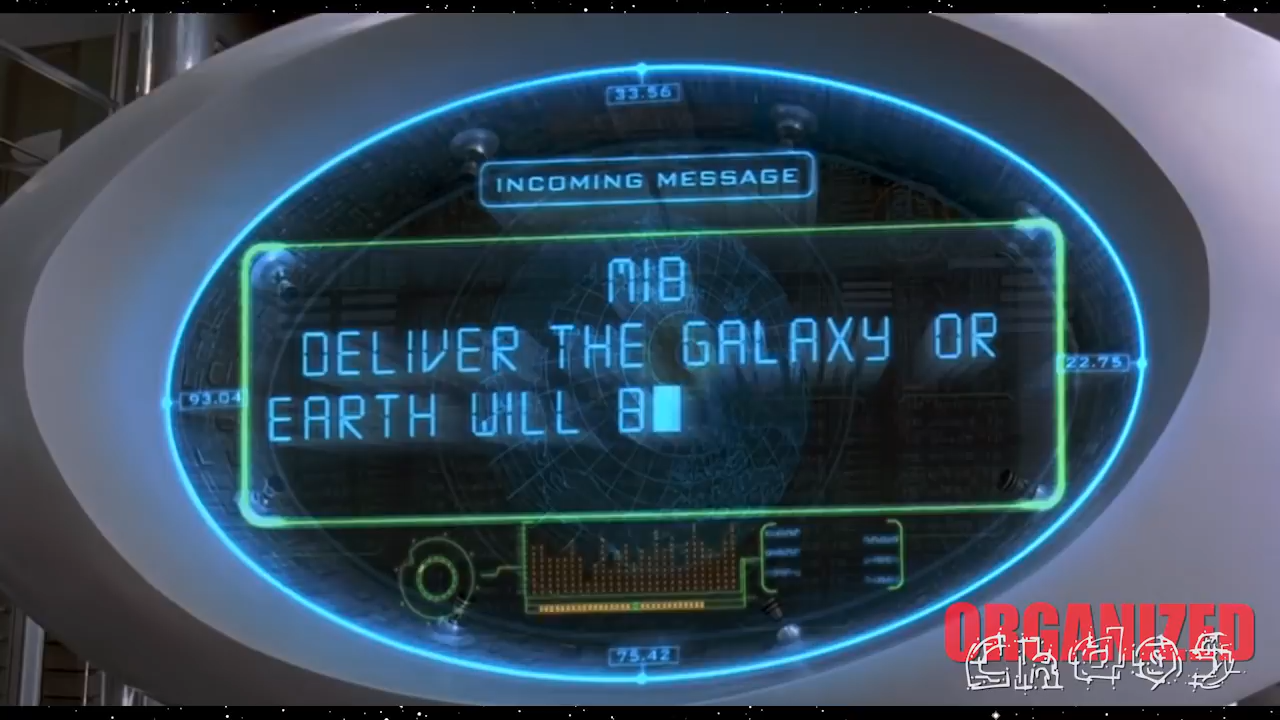 33.56
INCOMING MESSAGE
MIB
DELIVER THE GALAXY OR
EARTH WILL B
93.04
22.75
75.42
ORGANIZED
chaos